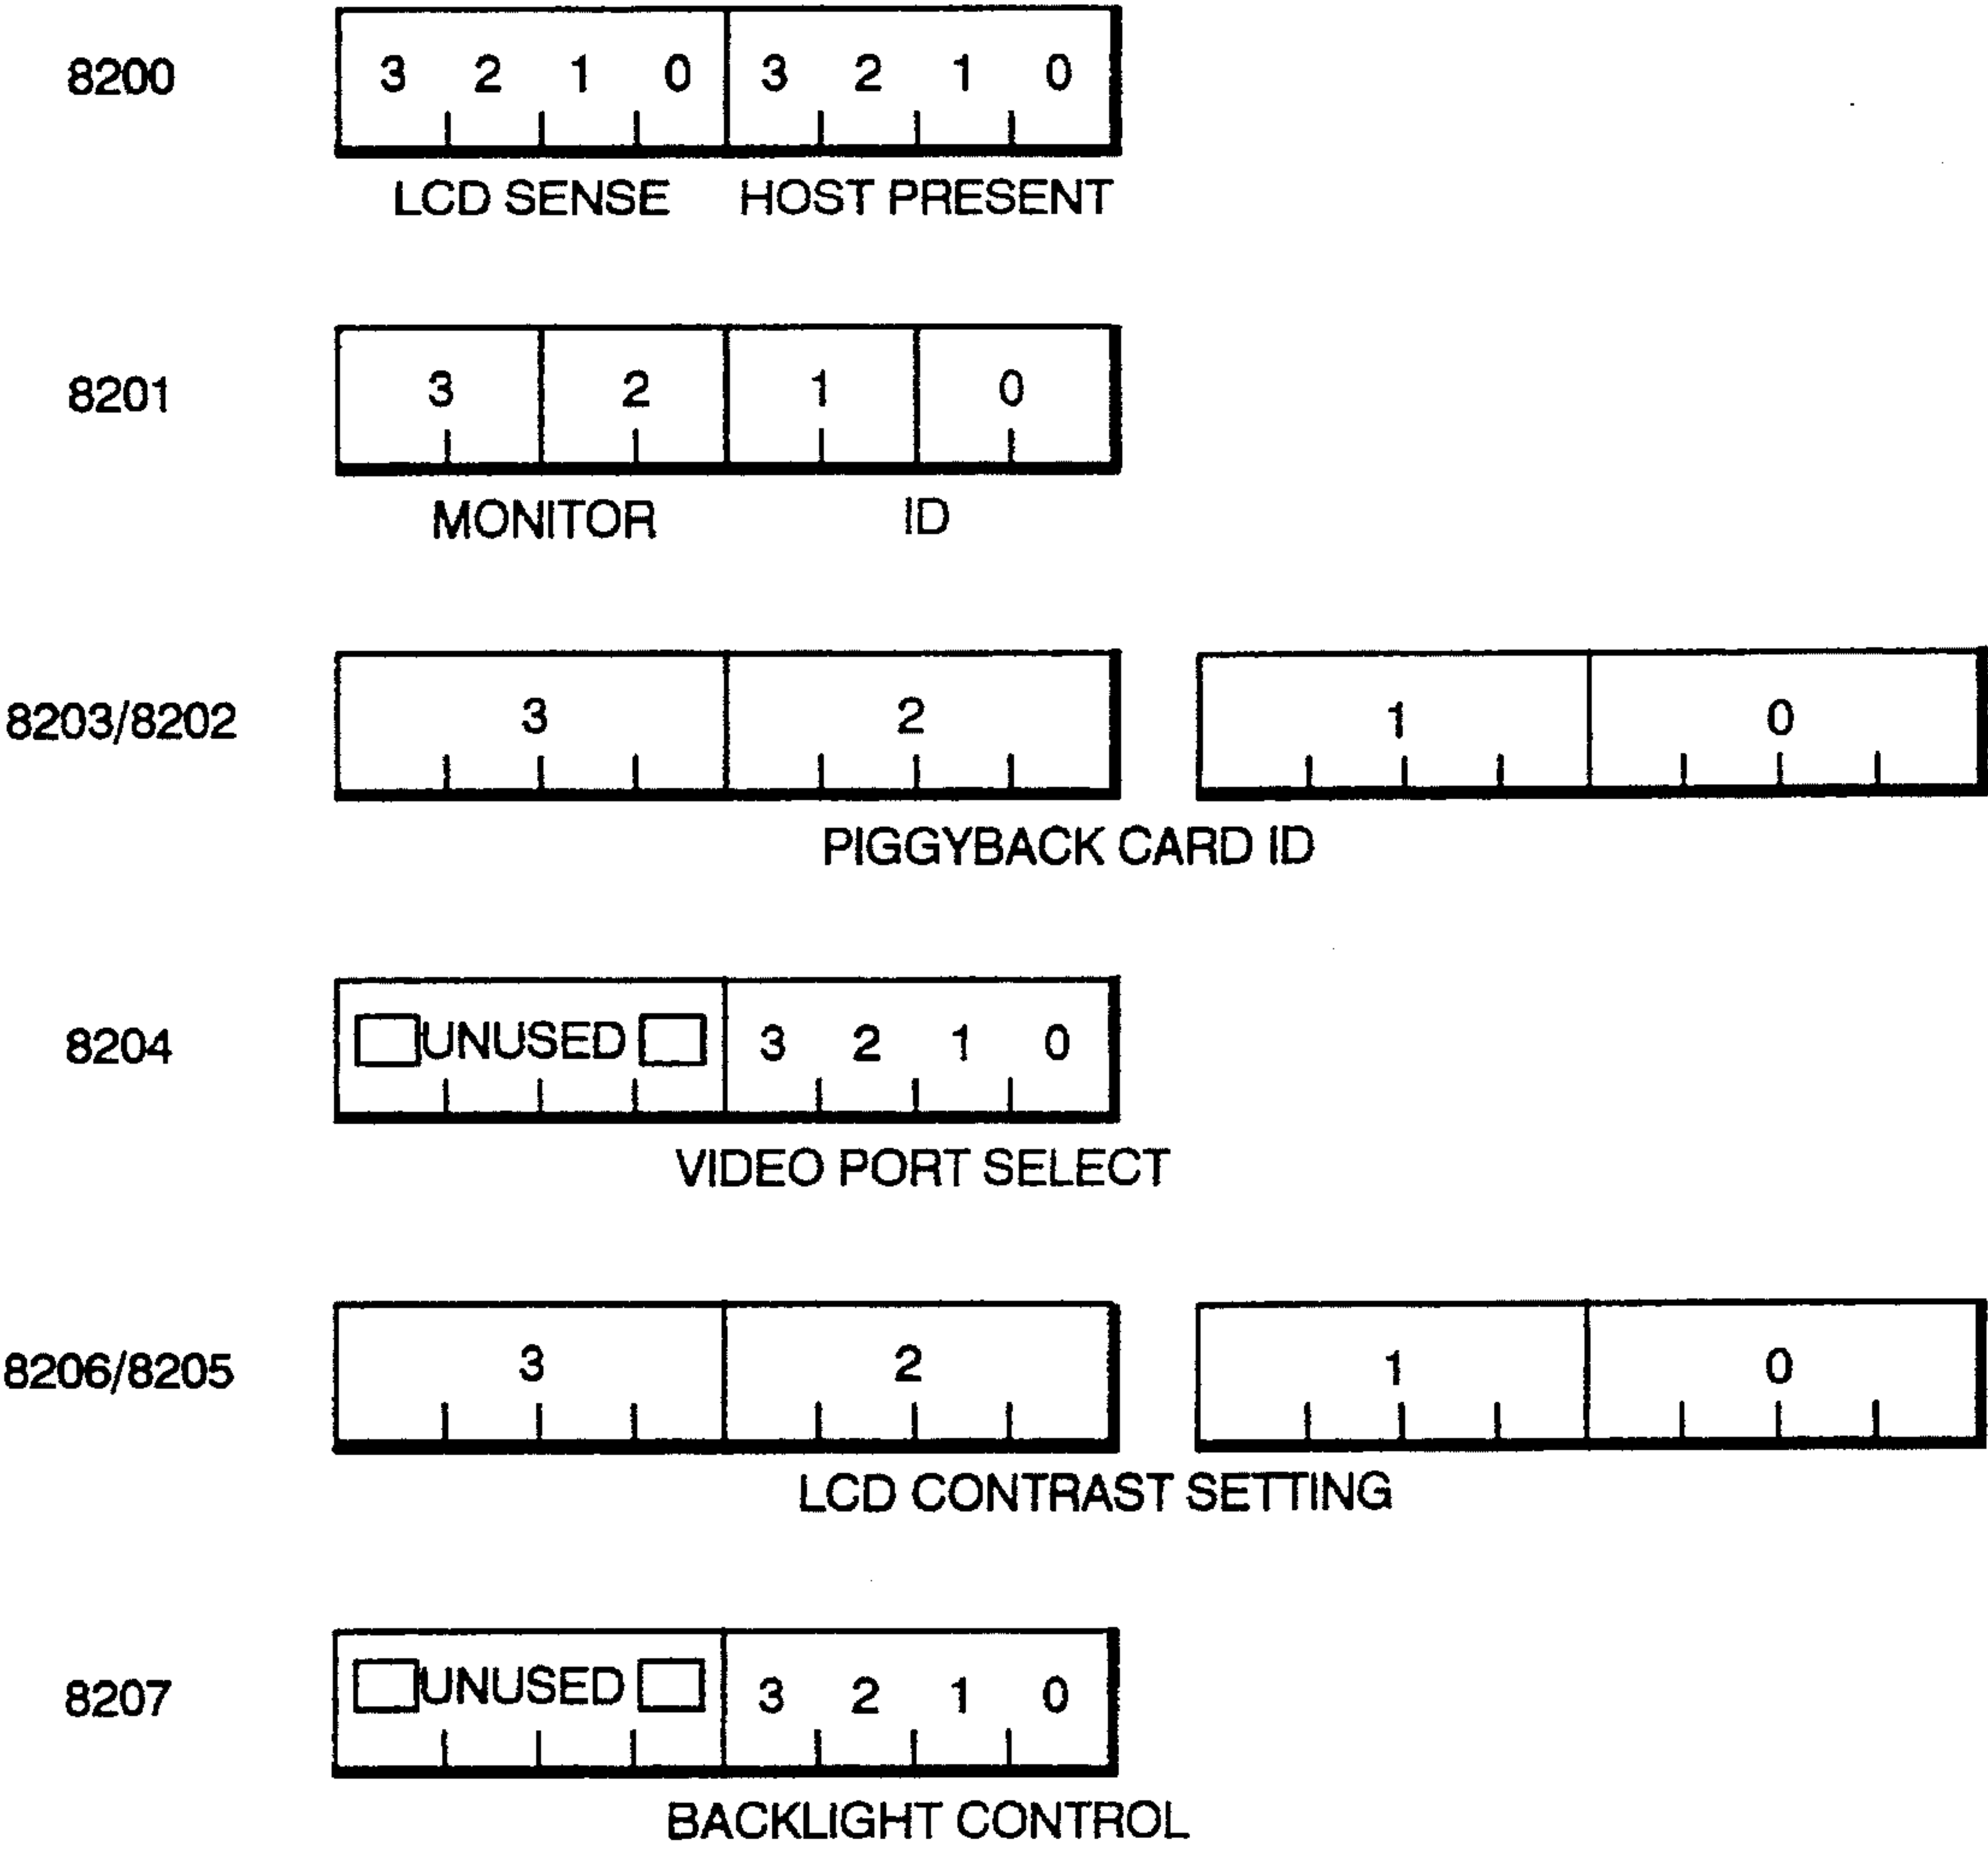 8200 3 2 1 0 3 2 1 0
LCD SENSE HOST PRESENT
8201 3 2 1 0
MONITOR ID
8203/8202 3 2 1 0
PIGGYBACK CARD ID
8204 UNUSED 3 2 1 0
VIDEO PORT SELECT
8206/8205 3 2 1 0
LCD CONTRAST SETTING
8207 UNUSED 3 2 1 0
BACKLIGHT CONTROL